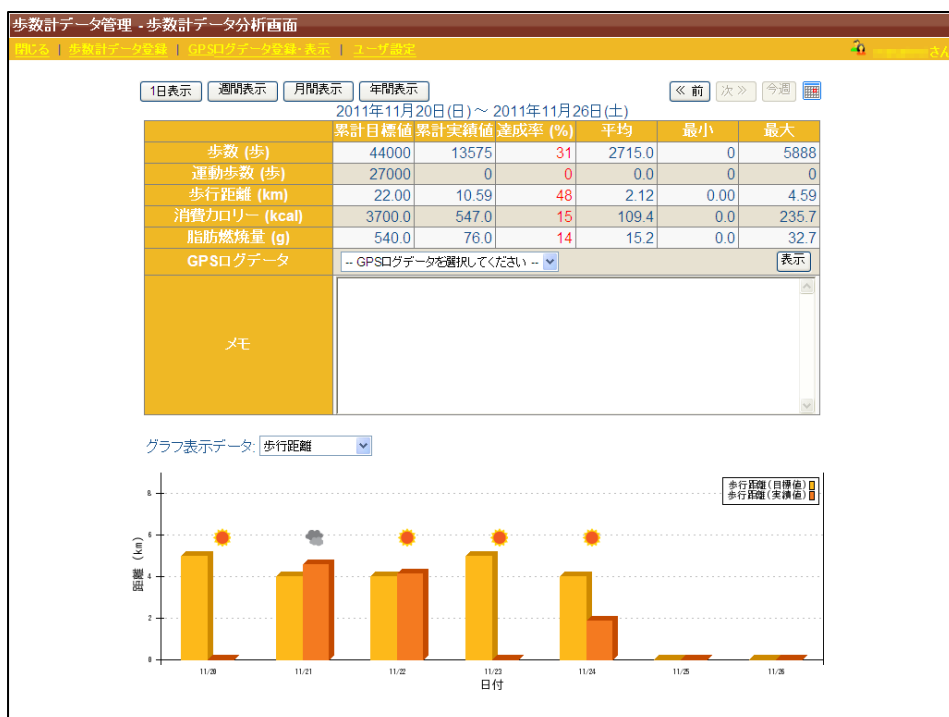 歩数計データ管理 - 歩数計データ分析画面
閉じる | 歩数計データ登録 | GPSログデータ登録・表示 | ユーザ設定 さん
1日表示 週間表示 月間表示 年間表示 ≪ 前 次 ≫ 今週
2011年11月20日(日) ～ 2011年11月26日(土)
累計目標値 累計実績値 達成率 (%) 平均 最小 最大
歩数 (歩) 44000 13575 31 2715.0 0 5888
運動歩数 (歩) 27000 0 0 0.0 0 0
歩行距離 (km) 22.00 10.59 48 2.12 0.00 4.59
消費カロリー (kcal) 3700.0 547.0 15 109.4 0.0 235.7
脂肪燃焼量 (g) 540.0 76.0 14 15.2 0.0 32.7
GPSログデータ -- GPSログデータを選択してください -- 表示
メモ
グラフ表示データ: 歩行距離
歩行距離(目標値)
歩行距離(実績値)
8
6
4
2
0
距離 (km)
11/20 11/21 11/22 11/23 11/24 11/25 11/26
日付